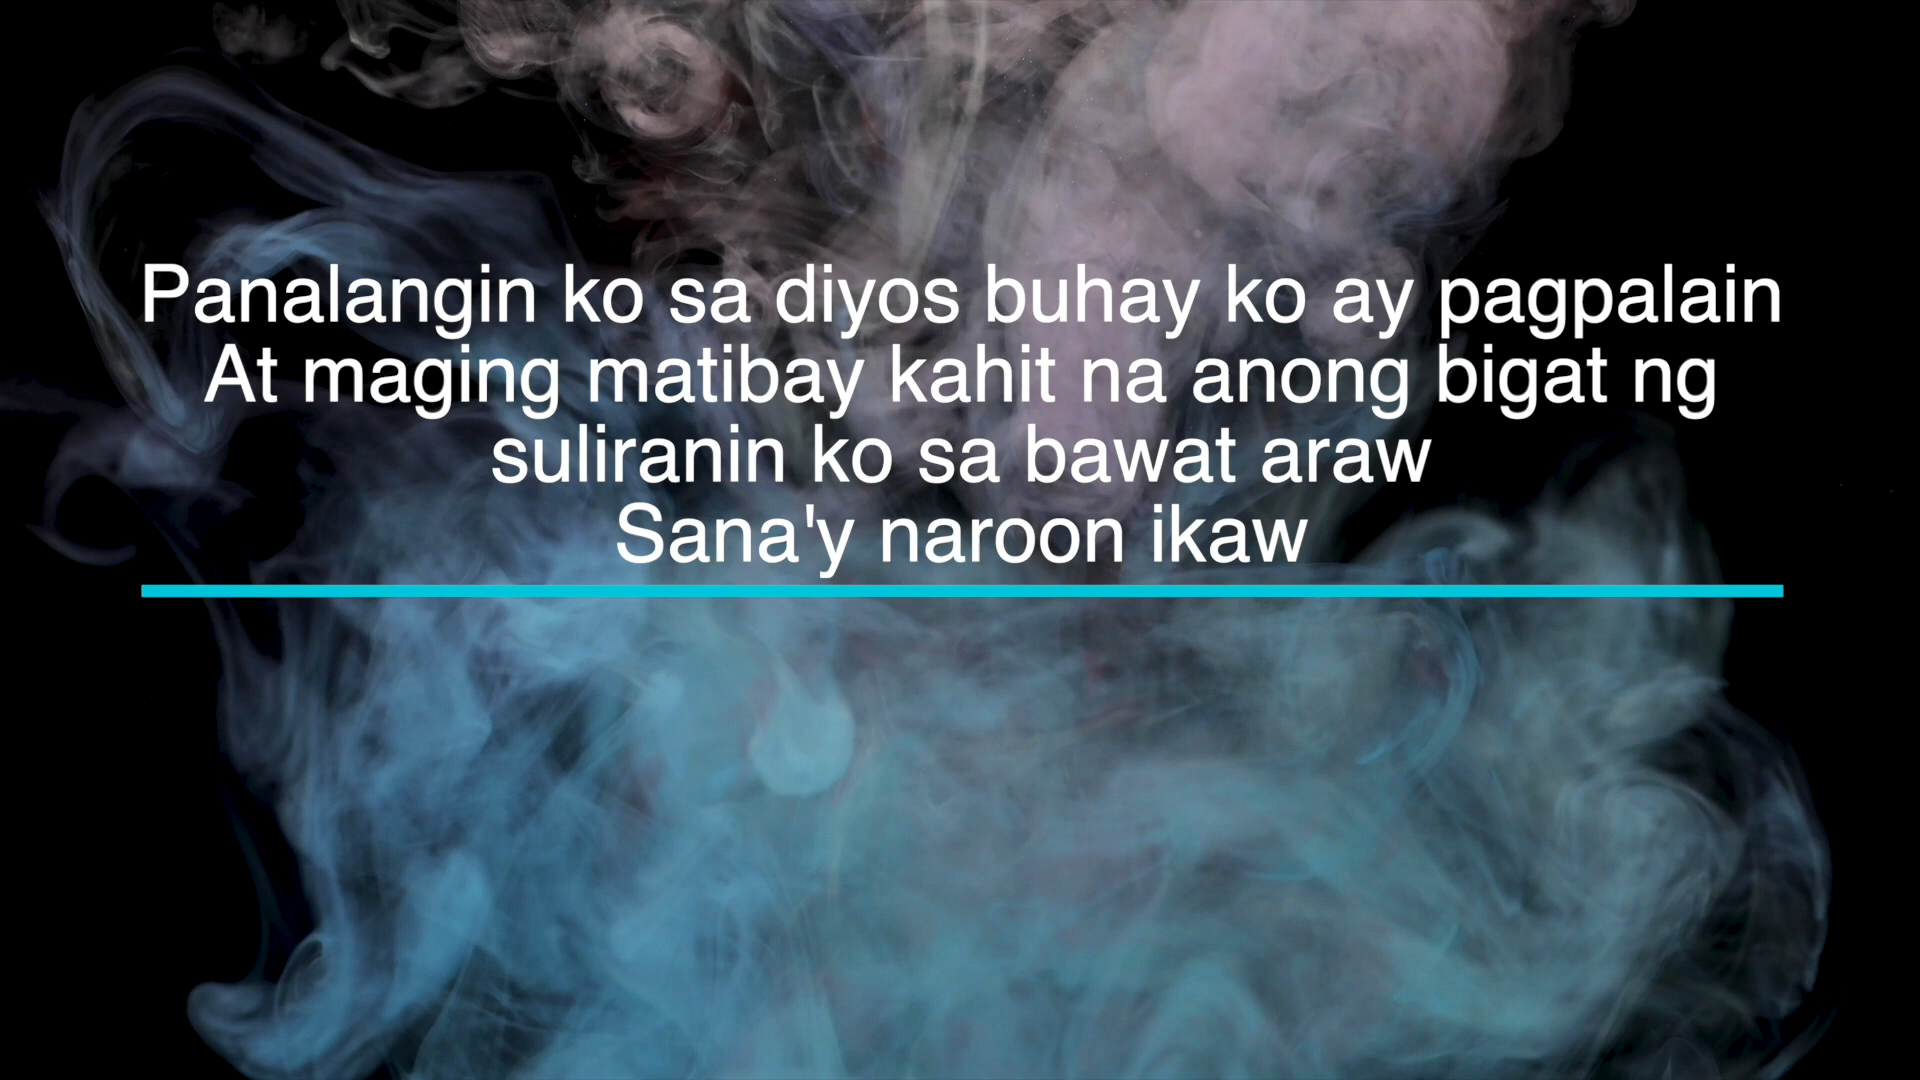 Panalangin ko sa diyos buhay ko ay pagpalain
At maging matibay kahit na anong bigat ng
suliranin ko sa bawat araw
Sana'y naroon ikaw